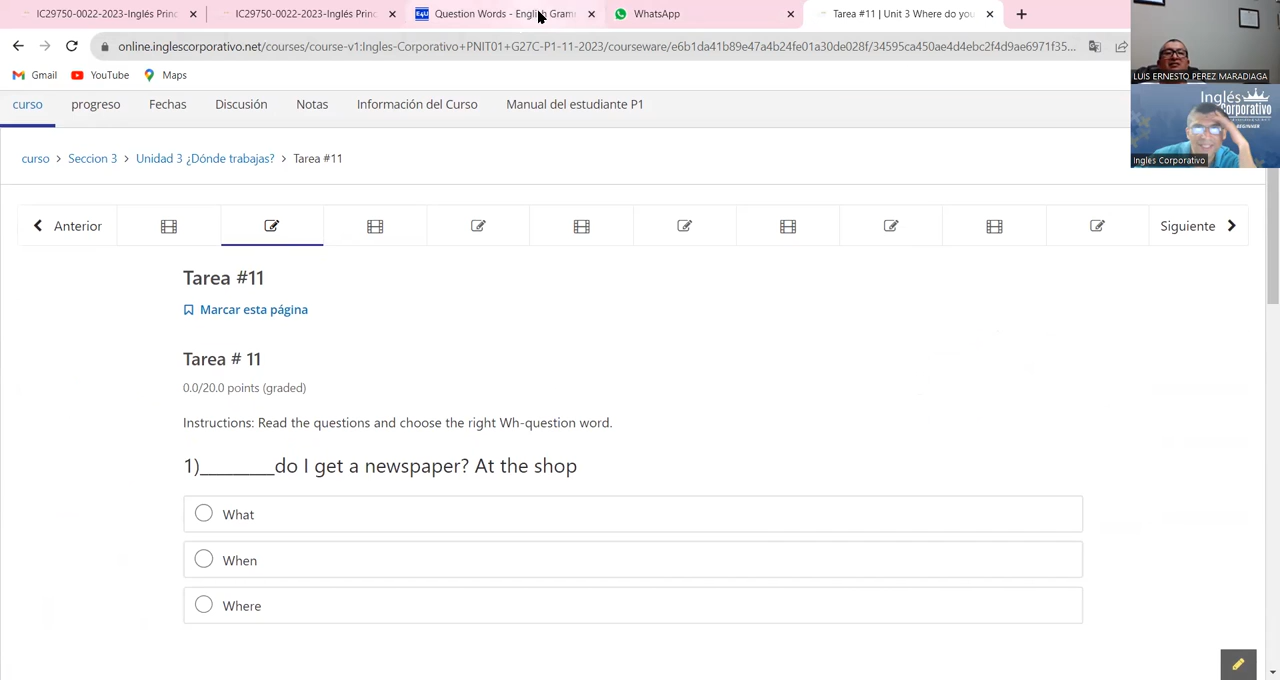 IC29750-0022-2023-Inglés Princ
IC29750-0022-2023-Inglés Princ
Question Words - English Gram
WhatsApp
Tarea #11 | Unit 3 Where do you
online.inglescorporativo.net/courses/course-v1:Ingles-Corporativo+PNIT01+G27C-P1-11-2023/courseware/e6b1da41b89e47a4b24fe01a30de028f/34595ca450ae4d4ebc2f4d9ae6971f35...
Gmail
YouTube
Maps
LUIS ERNESTO PEREZ MARADIAGA
curso
progreso
Fechas
Discusión
Notas
Información del Curso
Manual del estudiante P1
Inglés
Corporativo
BEGINNER
Ingles Corporativo
curso > Seccion 3 > Unidad 3 ¿Dónde trabajas? > Tarea #11
Anterior
Siguiente
Tarea #11
Marcar esta página
Tarea # 11
0.0/20.0 points (graded)
Instructions: Read the questions and choose the right Wh-question word.
1)_________do I get a newspaper? At the shop
What
When
Where